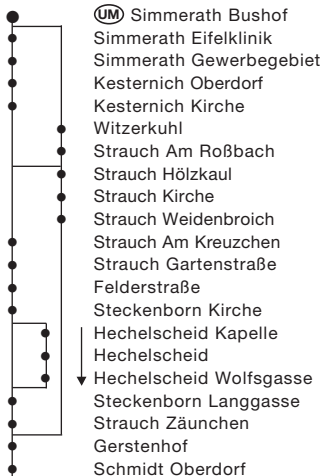 UM Simmerath Bushof
Simmerath Eifelklinik
Simmerath Gewerbegebiet
Kesternich Oberdorf
Kesternich Kirche
Witzerkuhl
Strauch Am Roßbach
Strauch Hölzkaul
Strauch Kirche
Strauch Weidenbroich
Strauch Am Kreuzchen
Strauch Gartenstraße
Felderstraße
Steckenborn Kirche
Hechelscheid Kapelle
Hechelscheid
Hechelscheid Wolfsgasse
Steckenborn Langgasse
Strauch Zäunchen
Gerstenhof
Schmidt Oberdorf